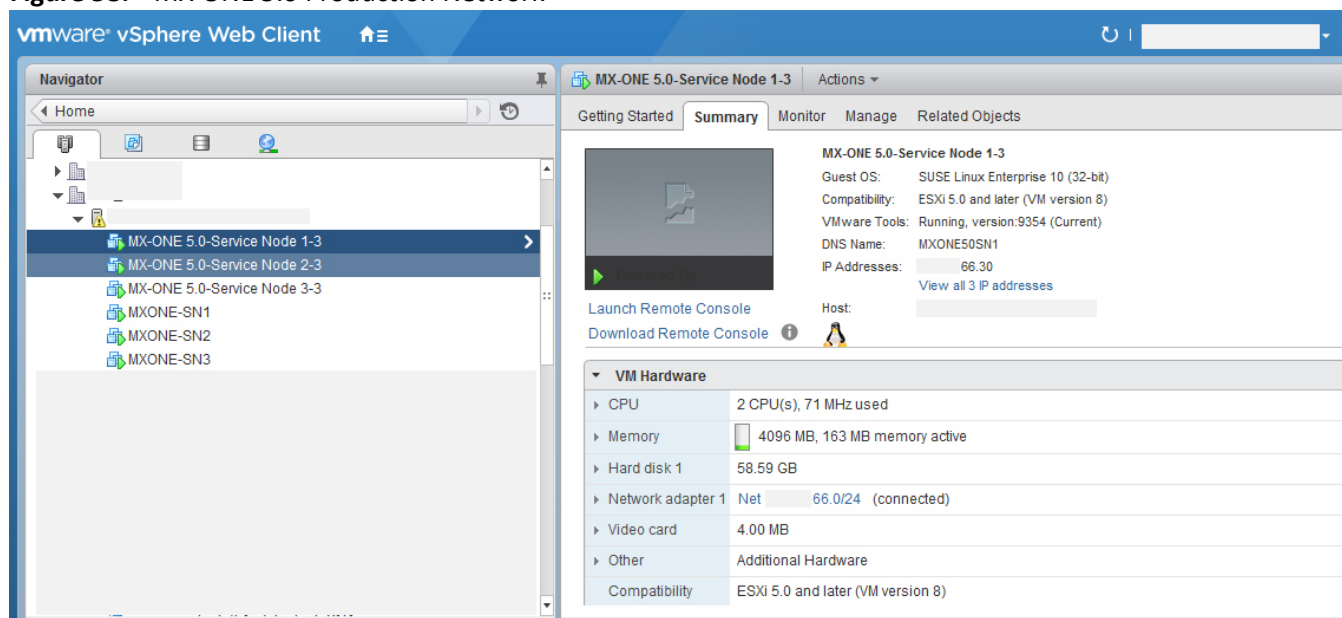 vmware® vSphere Web Client
Navigator
Home
MX-ONE 5.0-Service Node 1-3
MX-ONE 5.0-Service Node 2-3
MX-ONE 5.0-Service Node 3-3
MXONE-SN1
MXONE-SN2
MXONE-SN3
MX-ONE 5.0-Service Node 1-3 Actions
Getting Started Summary Monitor Manage Related Objects
Powered On
Launch Remote Console
Download Remote Console
MX-ONE 5.0-Service Node 1-3
Guest OS: SUSE Linux Enterprise 10 (32-bit)
Compatibility: ESXi 5.0 and later (VM version 8)
VMware Tools: Running, version:9354 (Current)
DNS Name: MXONE50SN1
IP Addresses: 66.30
View all 3 IP addresses
Host:
VM Hardware
CPU 2 CPU(s), 71 MHz used
Memory 4096 MB, 163 MB memory active
Hard disk 1 58.59 GB
Network adapter 1 Net 66.0/24 (connected)
Video card 4.00 MB
Other Additional Hardware
Compatibility ESXi 5.0 and later (VM version 8)